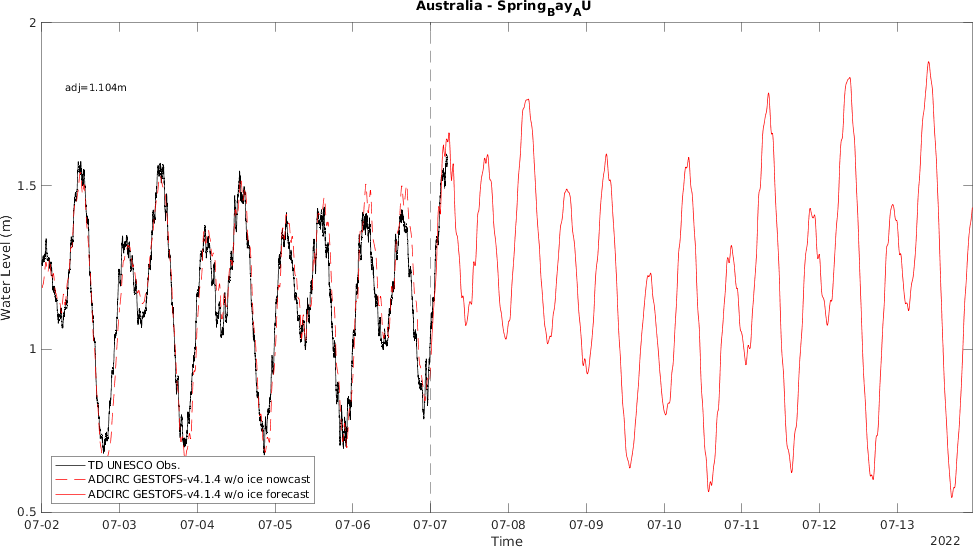 Australia - Spring_Bay_AU
2
adj=1.104m
1.5
Water Level (m)
1
TD UNESCO Obs.
ADCIRC GESTOFS-v4.1.4 w/o ice nowcast
ADCIRC GESTOFS-v4.1.4 w/o ice forecast
0.5
07-02 07-03 07-04 07-05 07-06 07-07 07-08 07-09 07-10 07-11 07-12 07-13
Time
2022